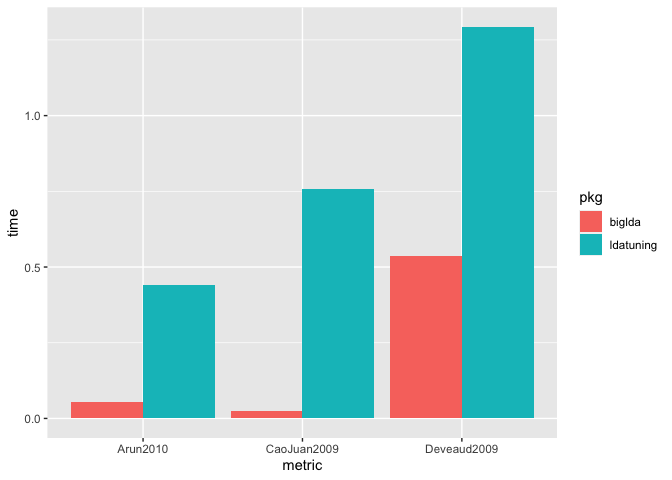 time
1.0
0.5
0.0
Arun2010
CaoJuan2009
Deveaud2009
metric
pkg
biglda
ldatuning